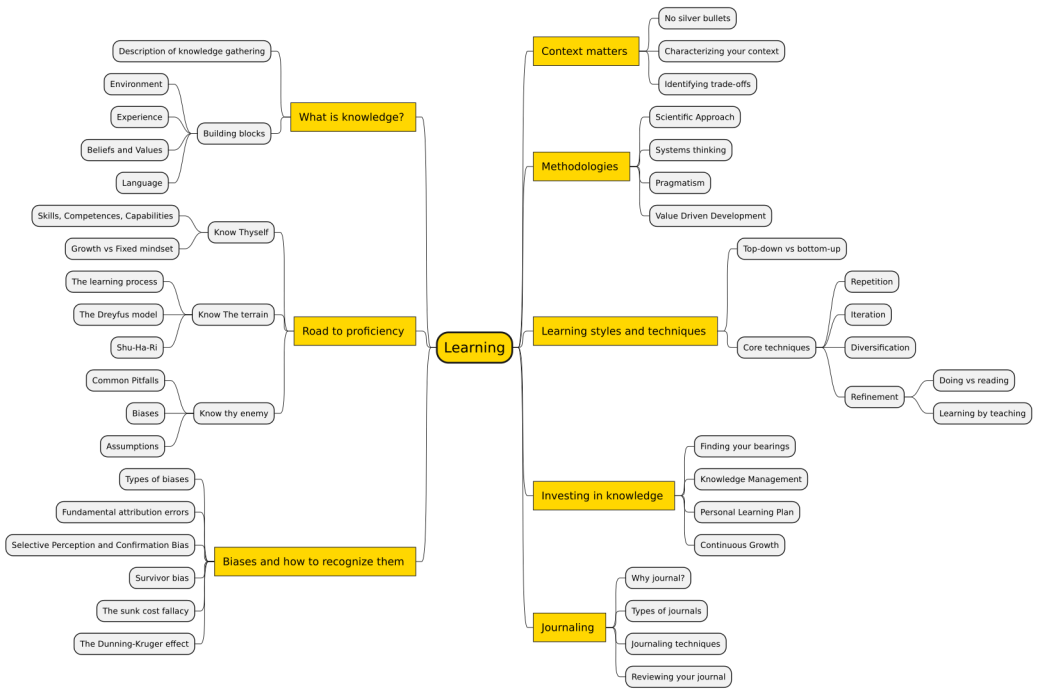 Learning
Context matters
No silver bullets
Characterizing your context
Identifying trade-offs
Methodologies
Scientific Approach
Systems thinking
Pragmatism
Value Driven Development
Learning styles and techniques
Top-down vs bottom-up
Core techniques
Repetition
Iteration
Diversification
Refinement
Doing vs reading
Learning by teaching
Investing in knowledge
Finding your bearings
Knowledge Management
Personal Learning Plan
Continuous Growth
Journaling
Why journal?
Types of journals
Journaling techniques
Reviewing your journal
What is knowledge?
Description of knowledge gathering
Building blocks
Environment
Experience
Beliefs and Values
Language
Road to proficiency
Know Thyself
Skills, Competences, Capabilities
Growth vs Fixed mindset
Know The terrain
The learning process
The Dreyfus model
Shu-Ha-Ri
Know thy enemy
Common Pitfalls
Biases
Assumptions
Biases and how to recognize them
Types of biases
Fundamental attribution errors
Selective Perception and Confirmation Bias
Survivor bias
The sunk cost fallacy
The Dunning-Kruger effect